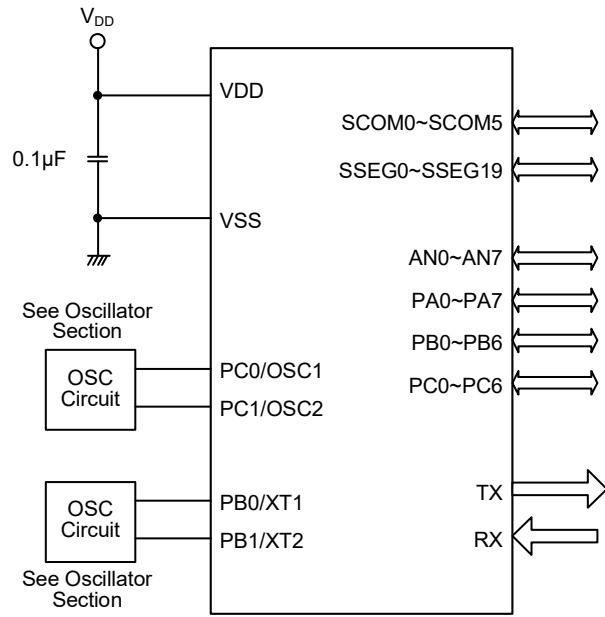 VDD
VDD
0.1µF
VSS
See Oscillator
Section
OSC
Circuit
PC0/OSC1
PC1/OSC2
OSC
Circuit
PB0/XT1
PB1/XT2
See Oscillator
Section
SCOM0~SCOM5
SSEG0~SSEG19
AN0~AN7
PA0~PA7
PB0~PB6
PC0~PC6
TX
RX